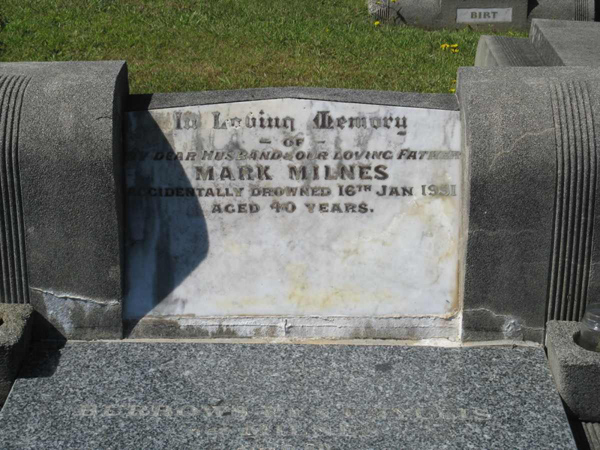 BIRT
In Loving Memory
- OF -
MY DEAR HUSBAND & OUR LOVING FATHER
MARK MILNES
ACCIDENTALLY DROWNED 16TH JAN 1931
AGED 40 YEARS.